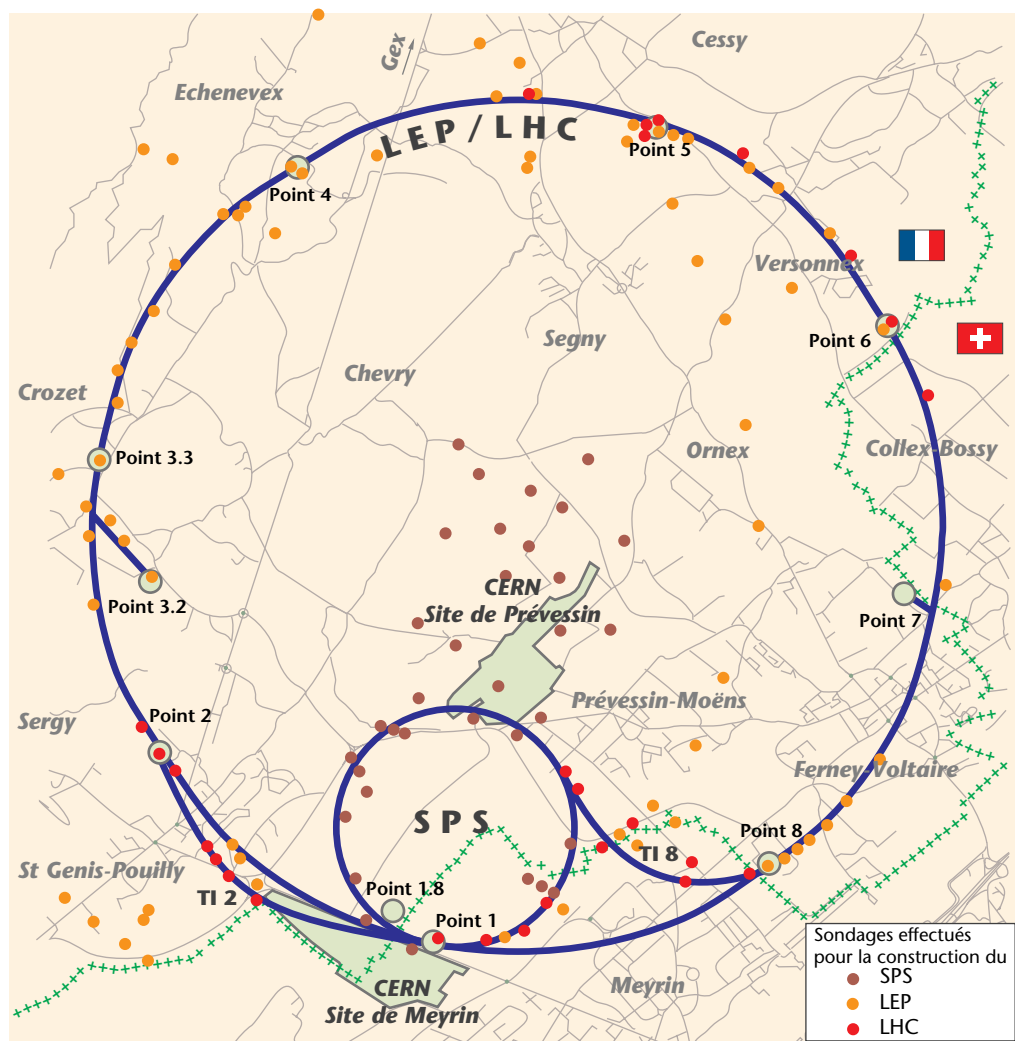 Cessy
Gex
Echenevex
LEP/LHC
Point 5
Point 4
Versonnex
Point 6
Segny
Chevry
Crozet
Ornex
Collex-Bossy
Point 3.3
CERN
Site de Prévessin
Point 3.2
Point 7
Prévessin-Moëns
Point 2
Sergy
Ferney-Voltaire
SPS
Point 8
TI 8
St Genis-Pouilly
TI 2
Point 1.8
Point 1
Meyrin
CERN
Site de Meyrin
Sondages effectués
pour la construction du
SPS
LEP
LHC